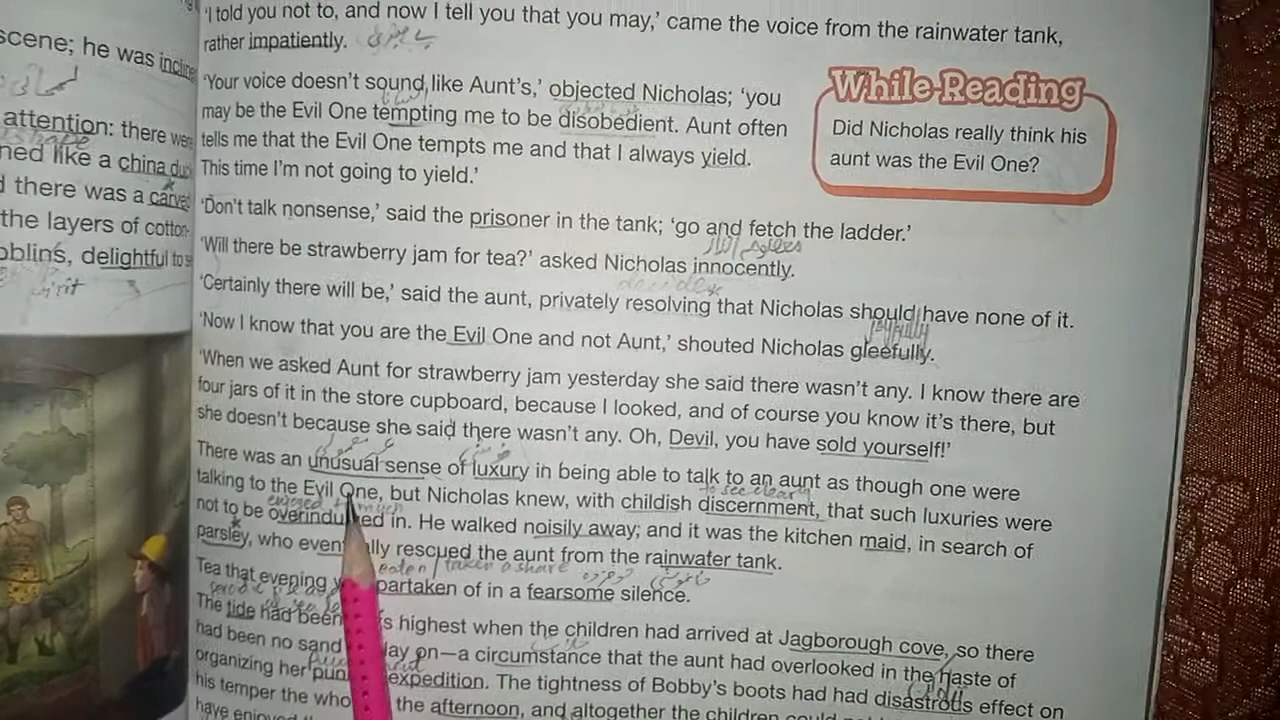 scene; he was incline
attention: there were
ned like a china duck
d there was a carved
the layers of cotton-
oblins, delightful to s
'I told you not to, and now I tell you that you may,' came the voice from the rainwater tank,
rather impatiently.
'Your voice doesn't sound like Aunt's,' objected Nicholas; 'you
may be the Evil One tempting me to be disobedient. Aunt often
tells me that the Evil One tempts me and that I always yield.
This time I'm not going to yield.'
While Reading
Did Nicholas really think his
aunt was the Evil One?
'Don't talk nonsense,' said the prisoner in the tank; 'go and fetch the ladder.'
'Will there be strawberry jam for tea?' asked Nicholas innocently.
decide
'Certainly there will be,' said the aunt, privately resolving that Nicholas should have none of it.
joyfully
'Now I know that you are the Evil One and not Aunt,' shouted Nicholas gleefully.
'When we asked Aunt for strawberry jam yesterday she said there wasn't any. I know there are
four jars of it in the store cupboard, because I looked, and of course you know it's there, but
she doesn't because she said there wasn't any. Oh, Devil, you have sold yourself!'
There was an unusual sense of luxury in being able to talk to an aunt as though one were
to see clearly
talking to the Evil One, but Nicholas knew, with childish discernment, that such luxuries were
not to be overindulged in. He walked noisily away; and it was the kitchen maid, in search of
parsley, who eventually rescued the aunt from the rainwater tank.
eaten / taken a share
Tea that evening partaken of in a fearsome silence.
The tide had been highest when the children had arrived at Jagborough cove, so there
had been no sand play on—a circumstance that the aunt had overlooked in the haste of
organizing her expedition. The tightness of Bobby's boots had had disastrous effect on
his temper the the afternoon, and altogether the children could
have enjoyed